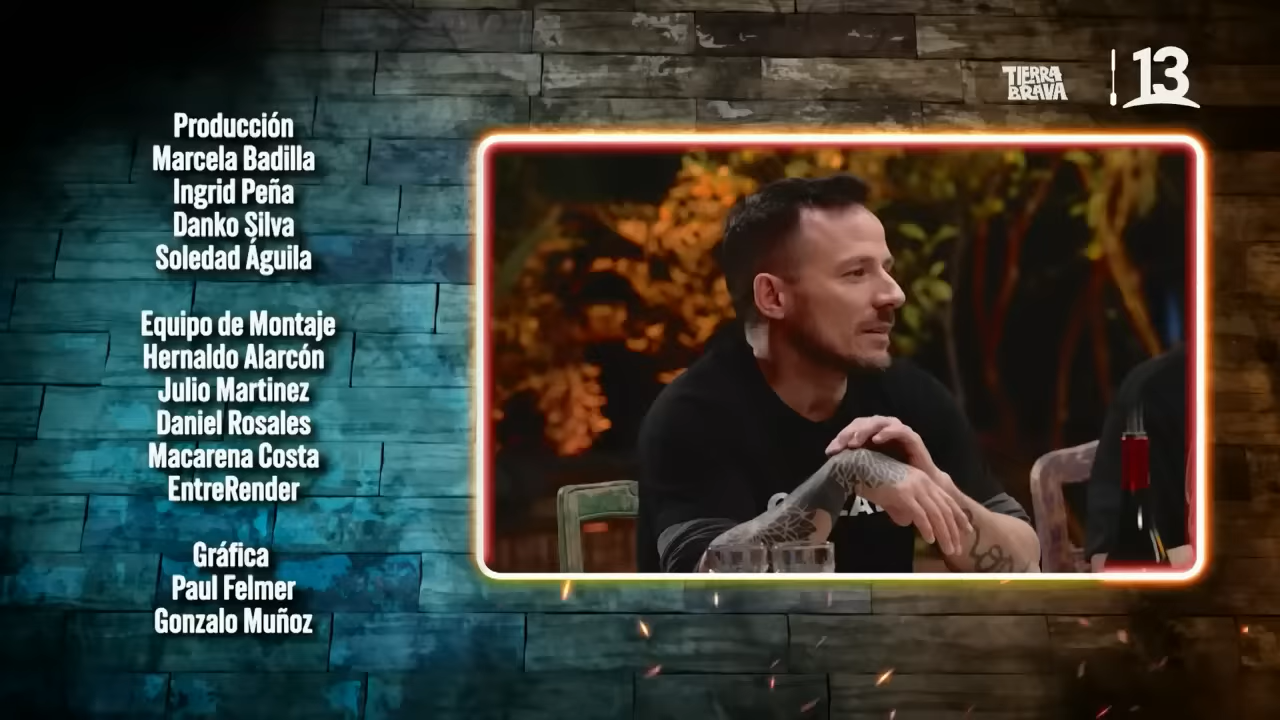 TIERRA
BRAVA
13
Producción
Marcela Badilla
Ingrid Peña
Danko Silva
Soledad Águila
Equipo de Montaje
Hernaldo Alarcón
Julio Martinez
Daniel Rosales
Macarena Costa
EntreRender
Gráfica
Paul Felmer
Gonzalo Muñoz